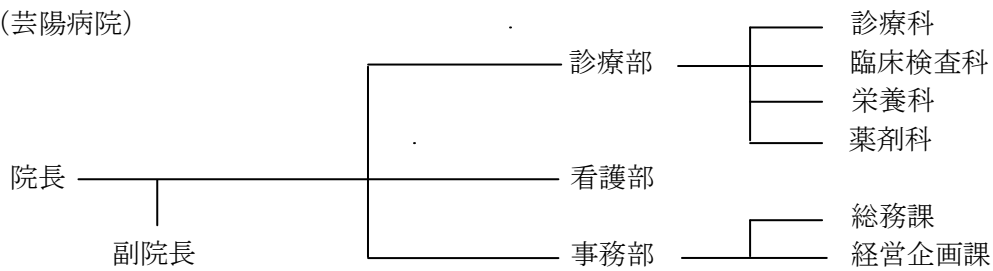 (芸陽病院)
診療科
診療部
臨床検査科
栄養科
薬剤科
院長
看護部
総務課
副院長
事務部
経営企画課